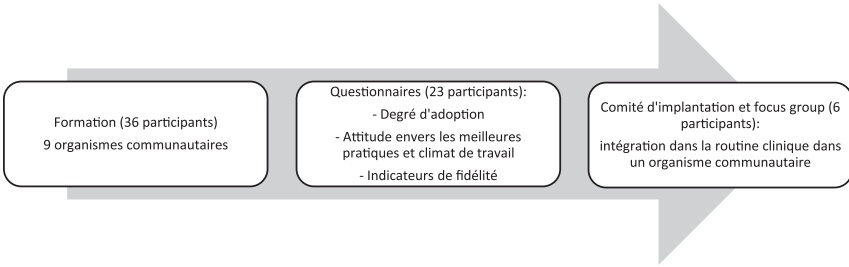 Formation (36 participants)
9 organismes communautaires
Questionnaires (23 participants):
- Degré d'adoption
- Attitude envers les meilleures
pratiques et climat de travail
- Indicateurs de fidélité
Comité d'implantation et focus group (6
participants):
intégration dans la routine clinique dans
un organisme communautaire